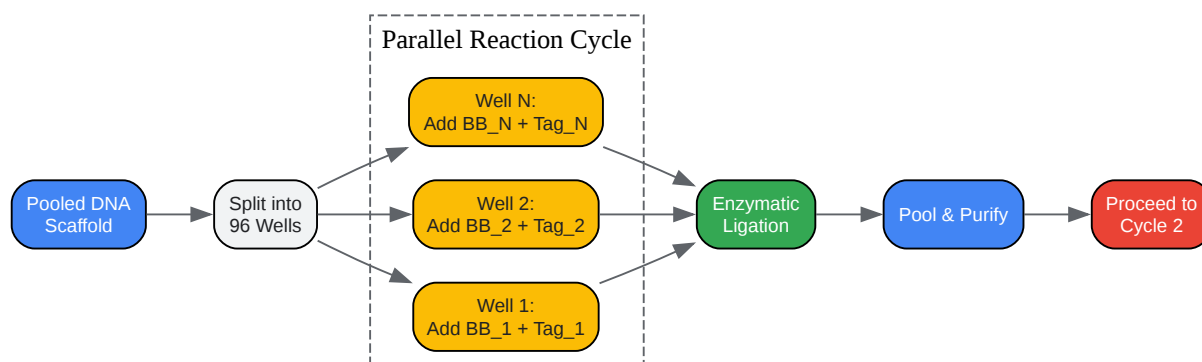 Parallel Reaction Cycle
Pooled DNA
Scaffold
Split into
96 Wells
Well N:
Add BB_N + Tag_N
Well 2:
Add BB_2 + Tag_2
Well 1:
Add BB_1 + Tag_1
Enzymatic
Ligation
Pool & Purify
Proceed to
Cycle 2